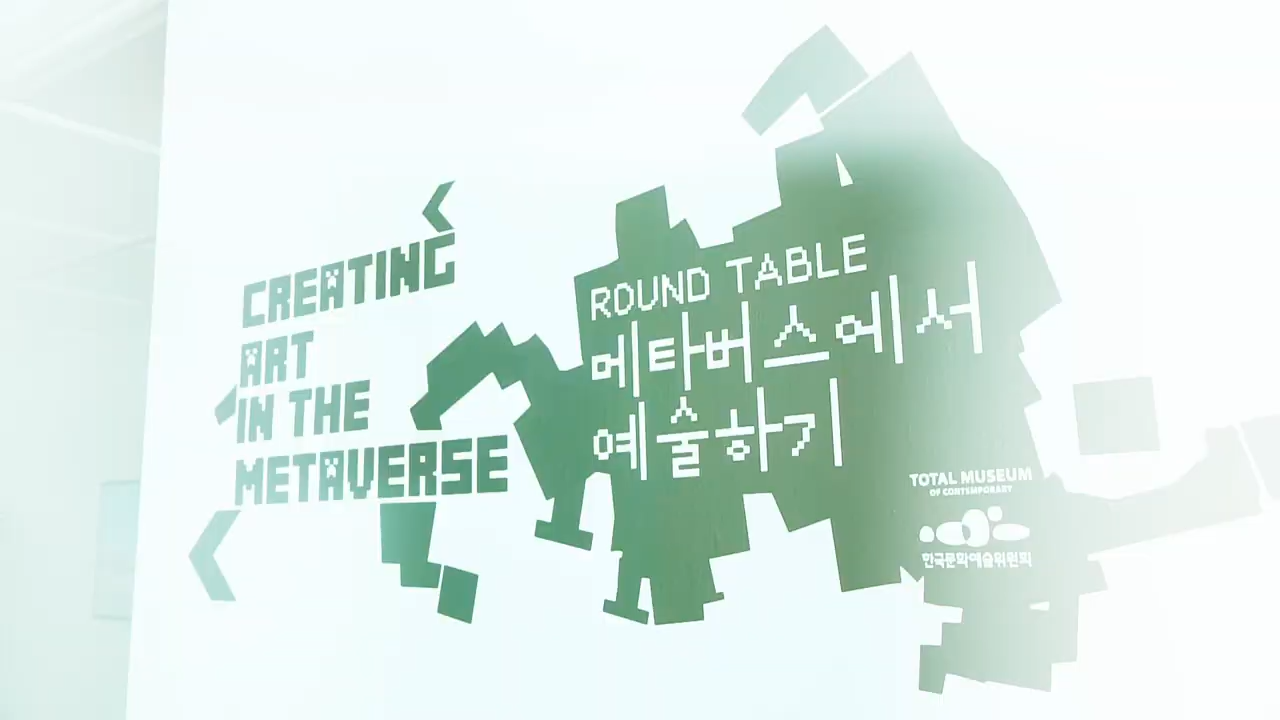 CREATING
ART
IN THE
METAVERSE
ROUND TABLE
메타버스에서
예술하기
TOTAL MUSEUM
OF CONTEMPORARY
한국문화예술위원회